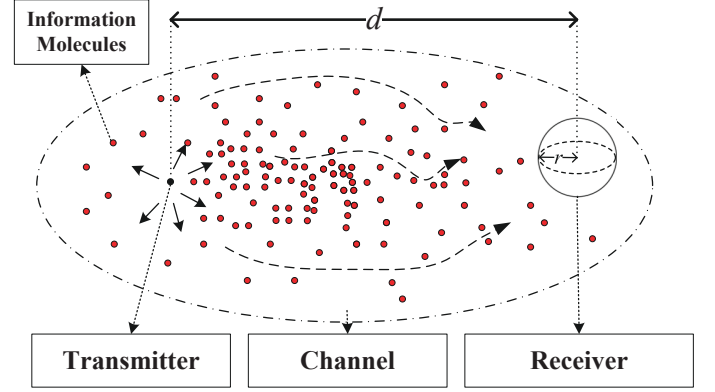 Information
Molecules
d
r
Transmitter
Channel
Receiver